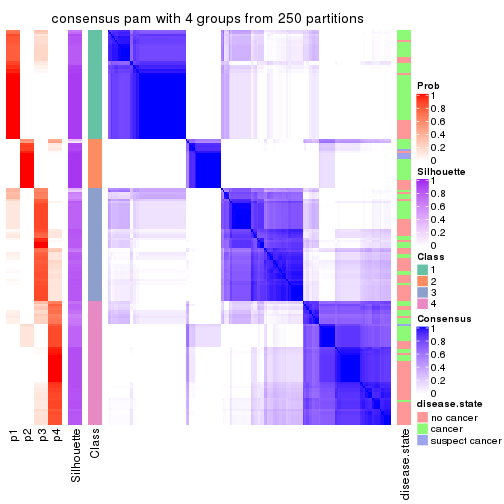 consensus pam with 4 groups from 250 partitions
Prob
1
0.8
0.6
0.4
0.2
0
Silhouette
1
0.8
0.6
0.4
0.2
0
Class
1
2
3
4
Consensus
1
0.8
0.6
0.4
0.2
0
disease.state
no cancer
cancer
suspect cancer
p1
p2
p3
p4
Silhouette
Class
disease.state